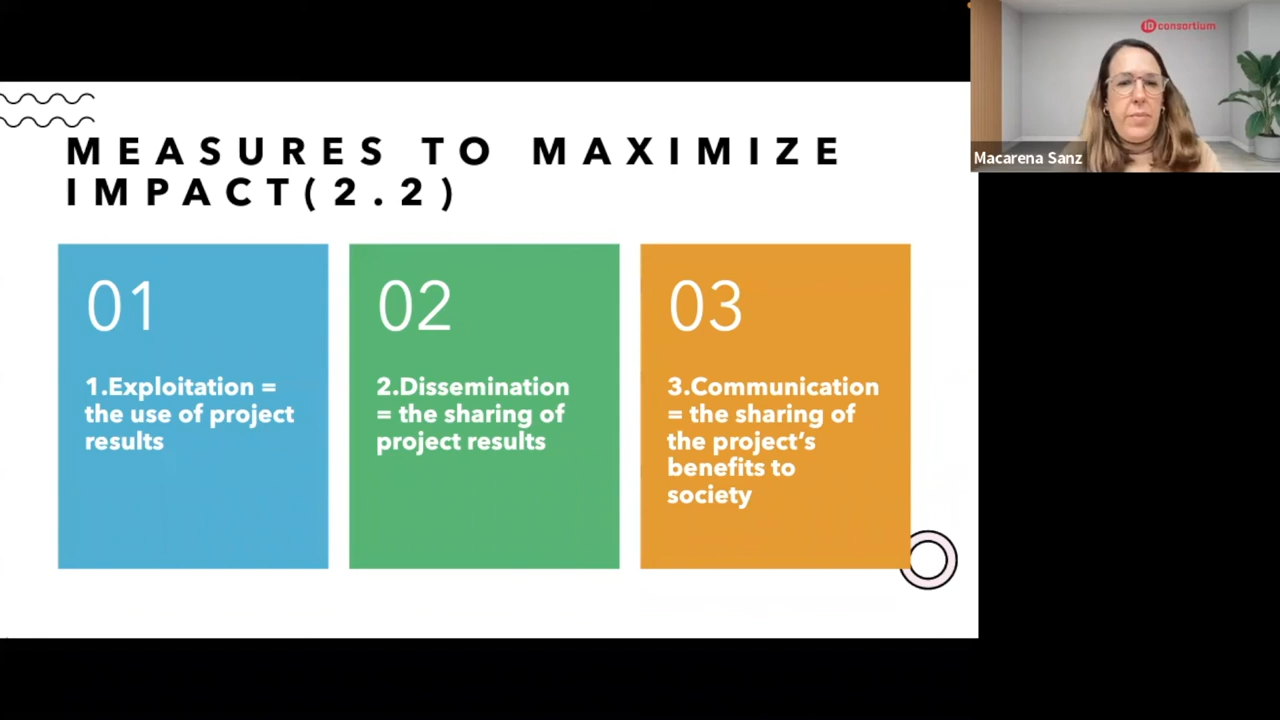 MEASURES TO MAXIMIZE
IMPACT(2.2)
01
1.Exploitation =
the use of project
results
02
2.Dissemination
= the sharing of
project results
03
3.Communication
= the sharing of
the project’s
benefits to
society
iD consortium
Macarena Sanz